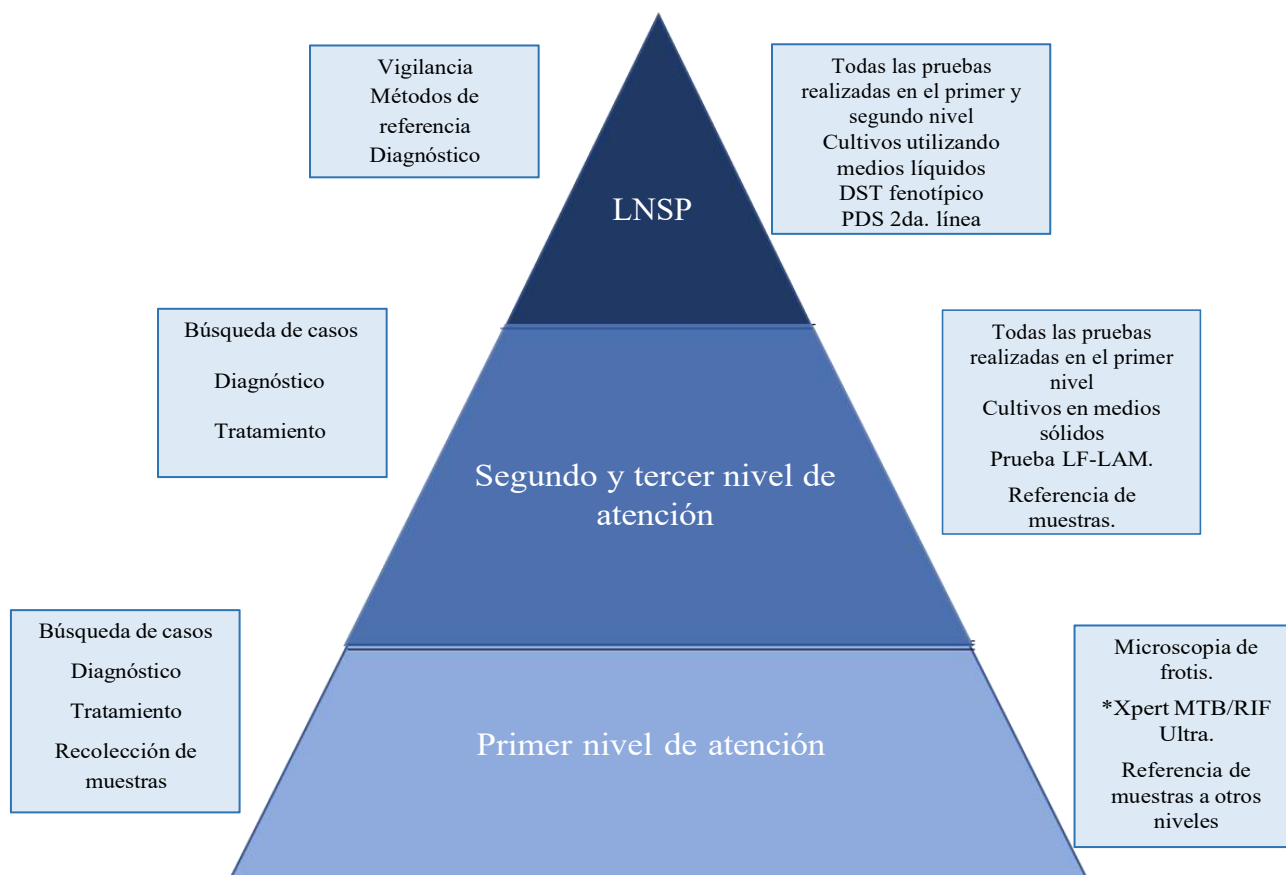 Vigilancia
Métodos de
referencia
Diagnóstico
Todas las pruebas
realizadas en el primer y
segundo nivel
Cultivos utilizando
medios líquidos
DST fenotípico
PDS 2da. línea
LNSP
Búsqueda de casos
Diagnóstico
Tratamiento
Segundo y tercer nivel de
atención
Todas las pruebas
realizadas en el primer
nivel
Cultivos en medios
sólidos
Prueba LF-LAM.
Referencia de
muestras.
Búsqueda de casos
Diagnóstico
Tratamiento
Recolección de
muestras
Primer nivel de atención
Microscopia de
frotis.
*Xpert MTB/RIF
Ultra.
Referencia de
muestras a otros
niveles